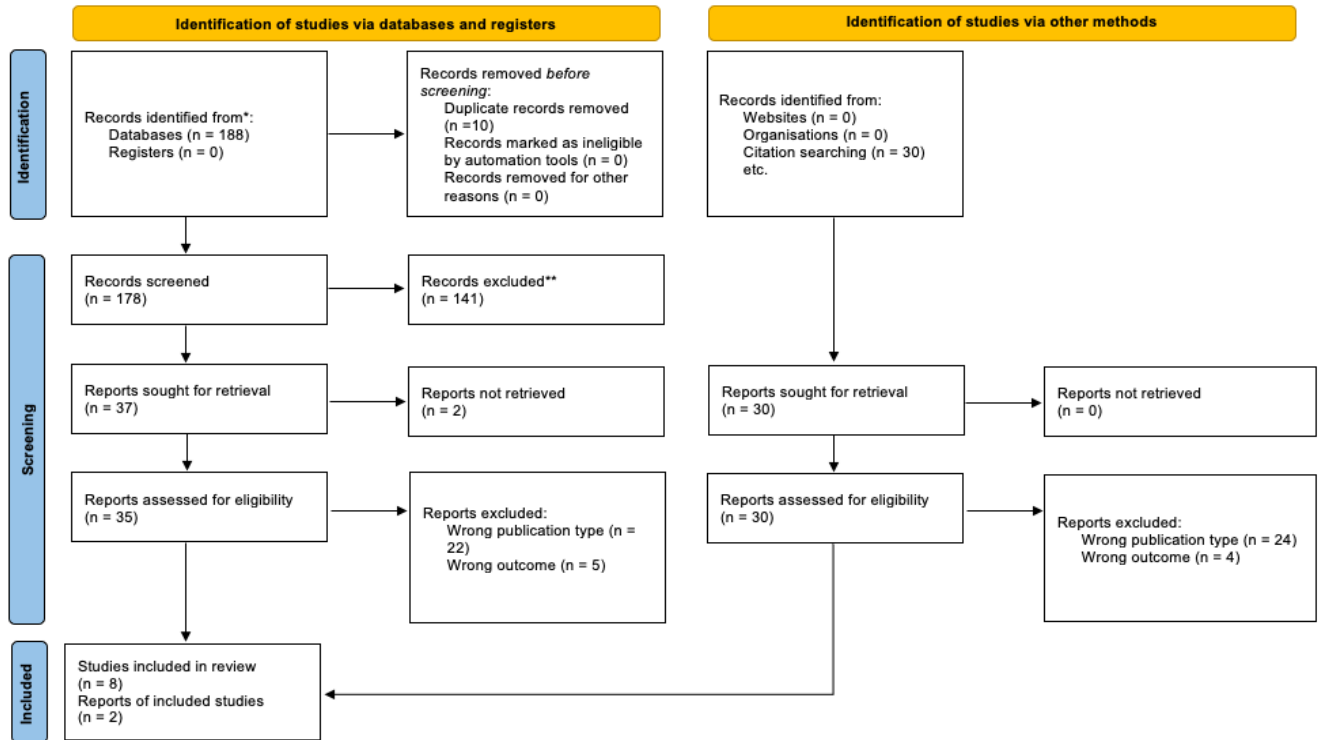 Identification of studies via databases and registers
Identification of studies via other methods
Identification
Records identified from*:
Databases (n = 188)
Registers (n = 0)
Records removed before
screening:
Duplicate records removed
(n =10)
Records marked as ineligible
by automation tools (n = 0)
Records removed for other
reasons (n = 0)
Records identified from:
Websites (n = 0)
Organisations (n = 0)
Citation searching (n = 30)
etc.
Screening
Records screened
(n = 178)
Records excluded**
(n = 141)
Reports sought for retrieval
(n = 37)
Reports not retrieved
(n = 2)
Reports sought for retrieval
(n = 30)
Reports not retrieved
(n = 0)
Reports assessed for eligibility
(n = 35)
Reports excluded:
Wrong publication type (n =
22)
Wrong outcome (n = 5)
Reports assessed for eligibility
(n = 30)
Reports excluded:
Wrong publication type (n = 24)
Wrong outcome (n = 4)
Included
Studies included in review
(n = 8)
Reports of included studies
(n = 2)